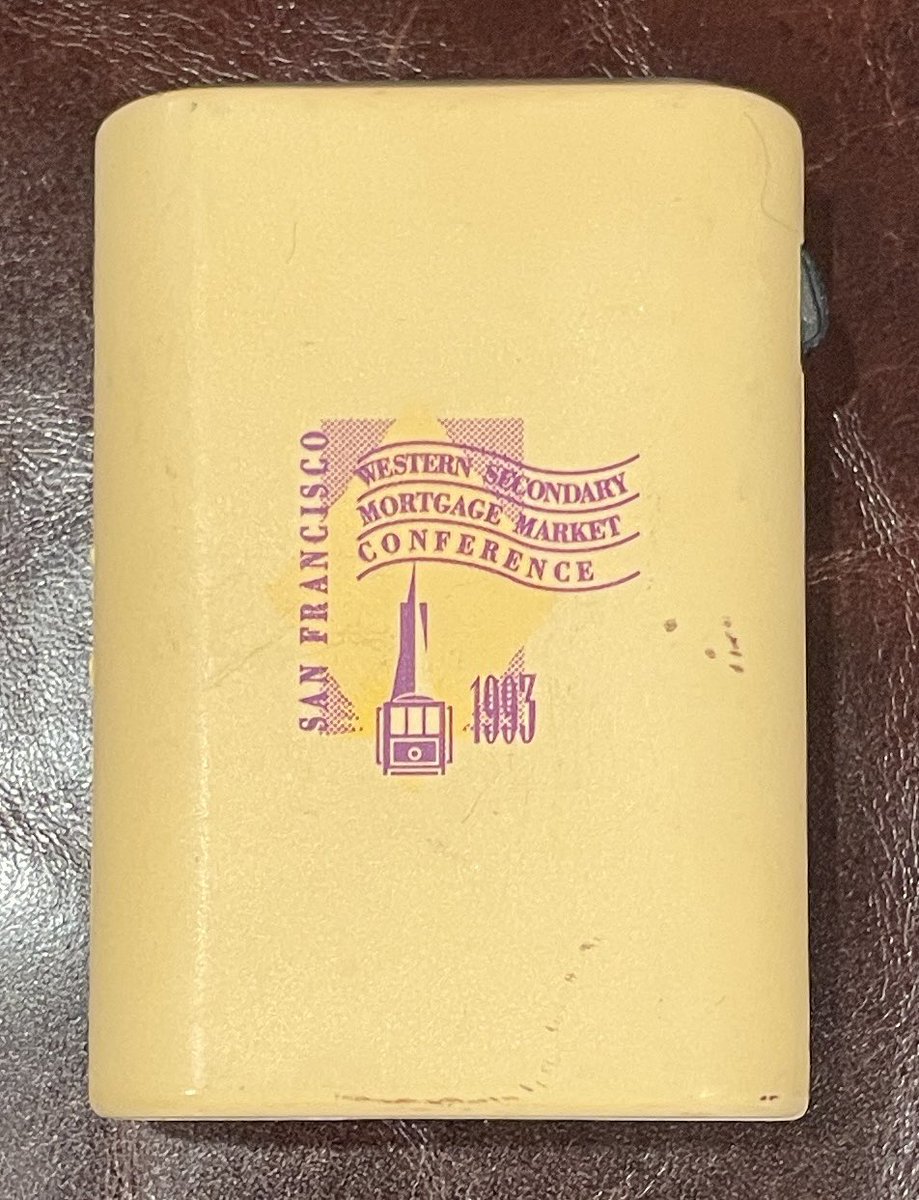 SAN FRANCISCO
WESTERN SECONDARY
MORTGAGE MARKET
CONFERENCE
1993